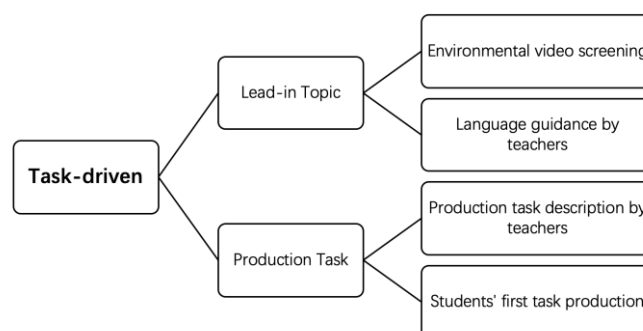 Task-driven
Lead-in Topic
Environmental video screening
Language guidance by
teachers
Production Task
Production task description by
teachers
Students' first task production